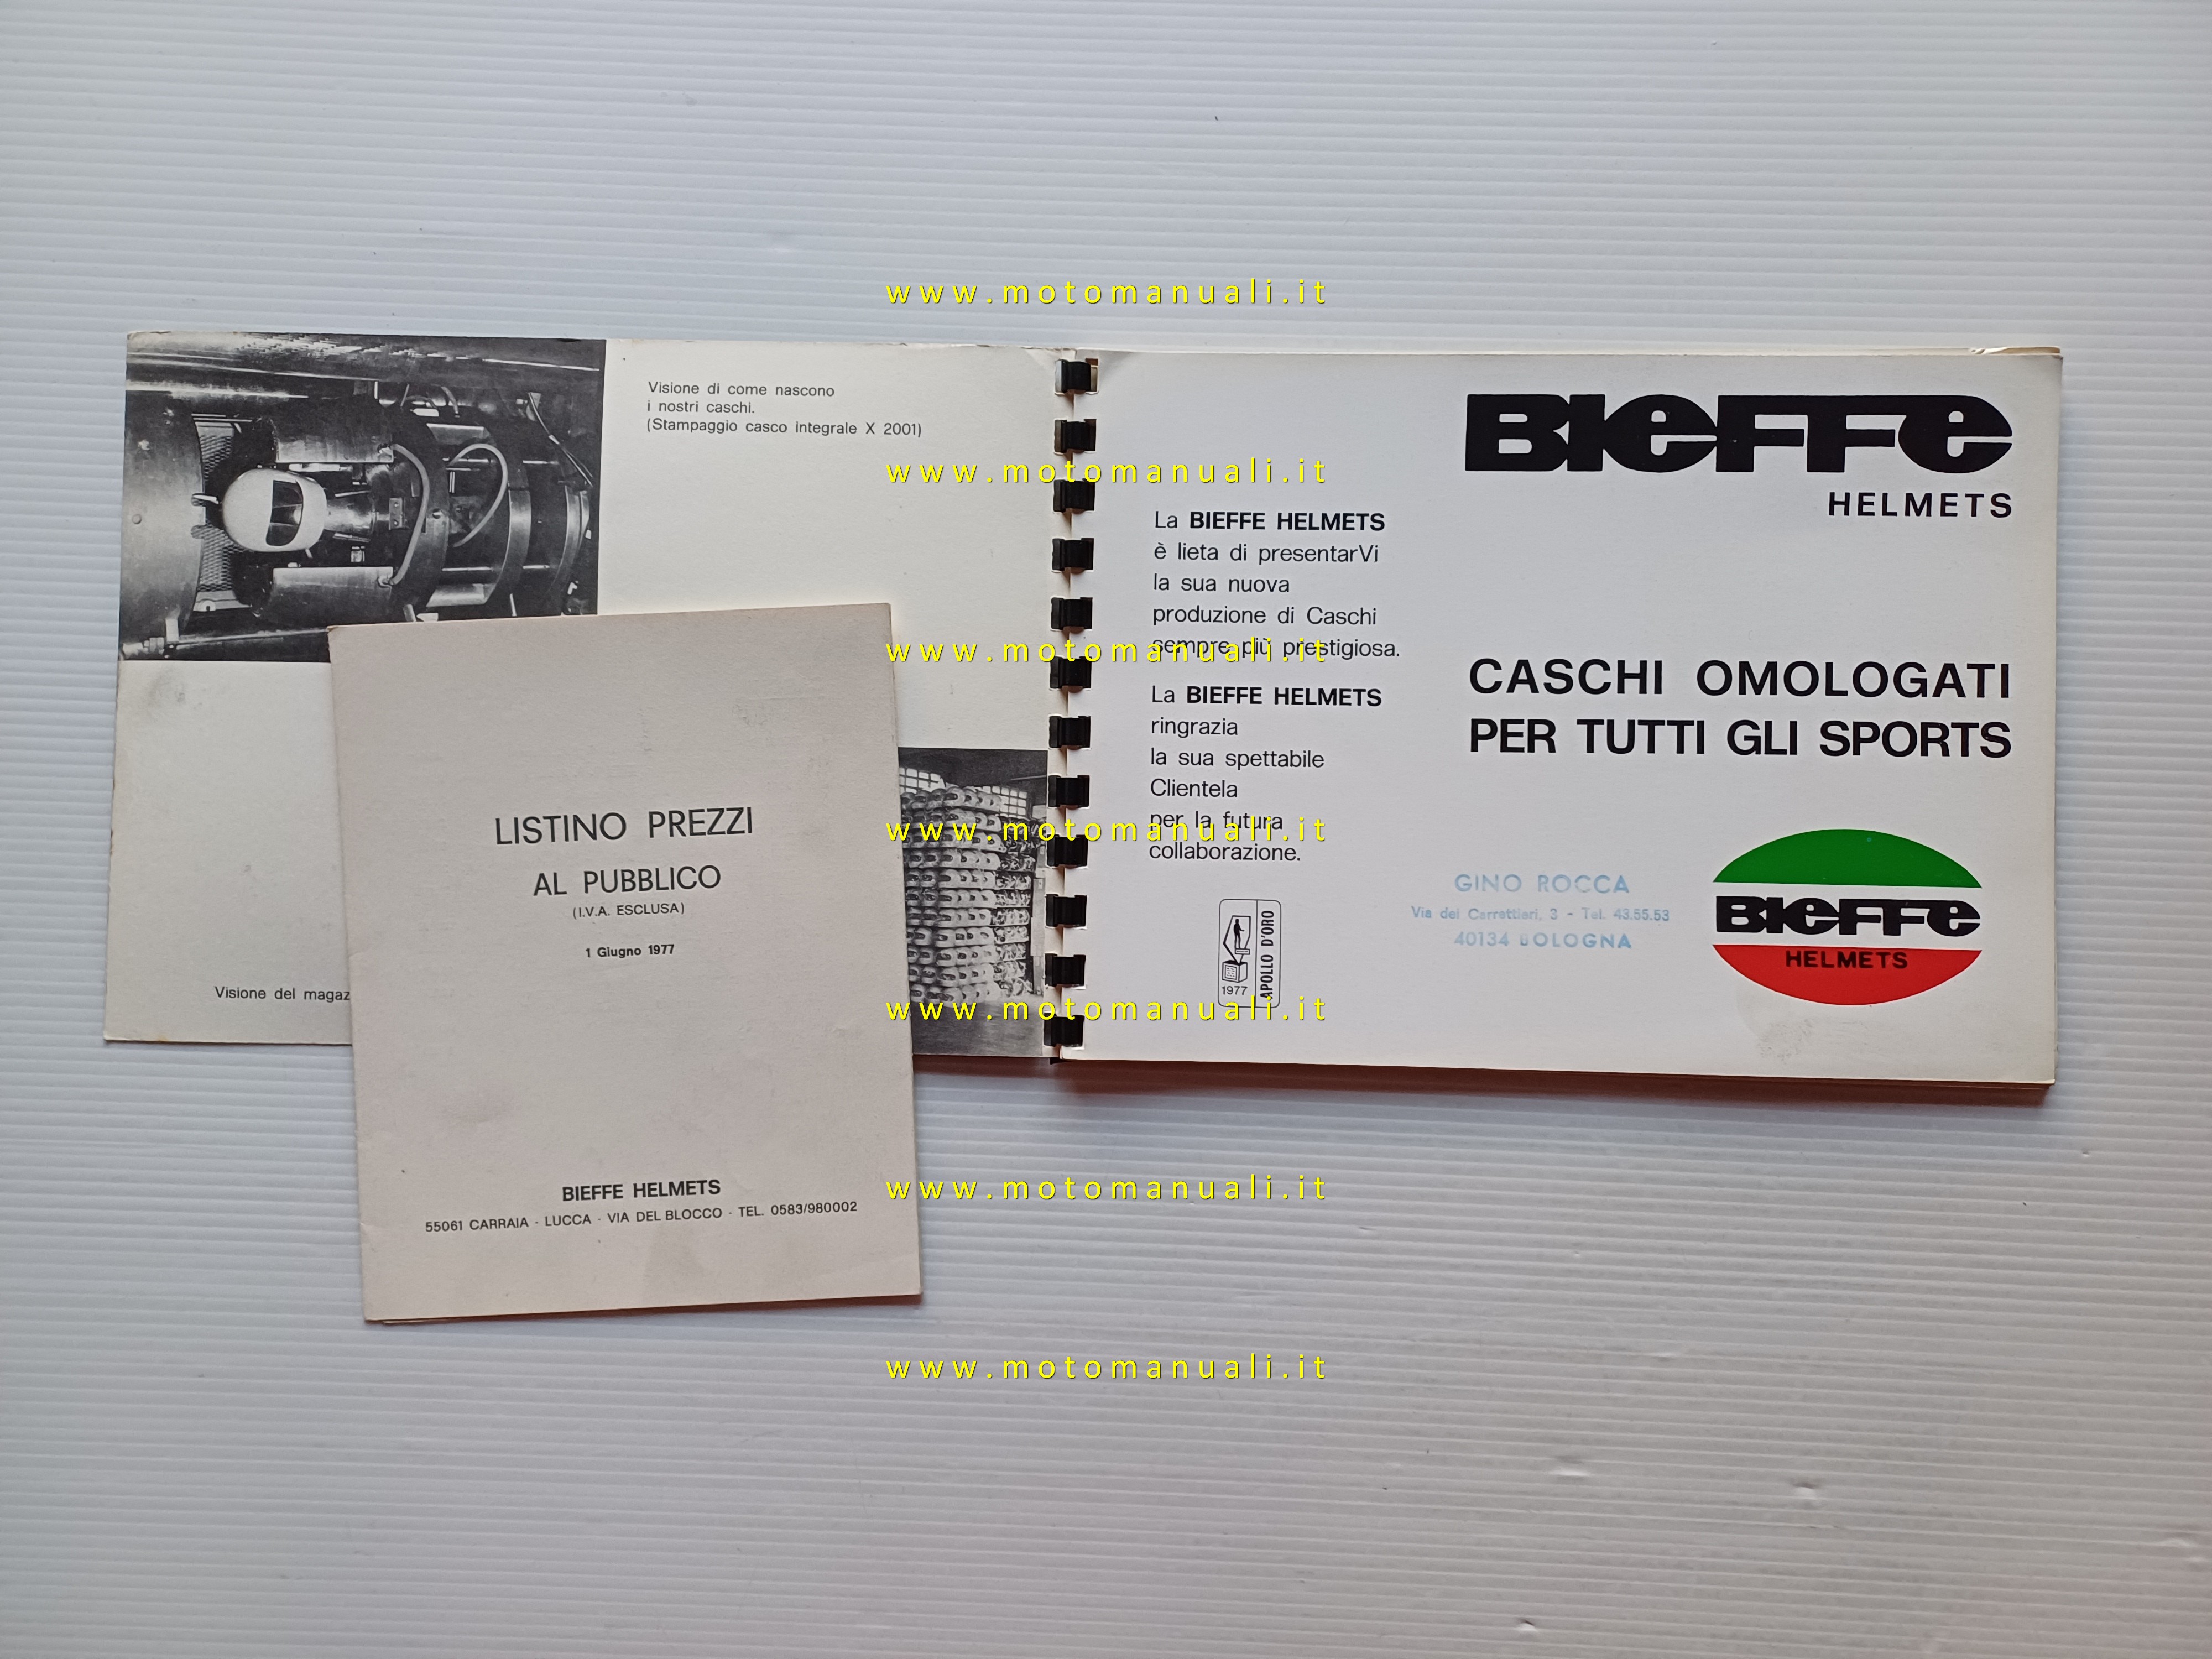 Visione di come nascono
i nostri caschi.
(Stampaggio casco integrale X 2001)
Visione del magaz
LISTINO PREZZI
AL PUBBLICO
(I.V.A. ESCLUSA)
1 Giugno 1977
BIEFFE HELMETS
55061 CARRAIA - LUCCA - VIA DEL BLOCCO - TEL. 0583/980002
BIEFFE
HELMETS
La BIEFFE HELMETS
è lieta di presentarVi
la sua nuova
produzione di Caschi
sempre più prestigiosa.
La BIEFFE HELMETS
ringrazia
la sua spettabile
Clientela
per la futura
collaborazione.
1977
APOLLO D'ORO
CASCHI OMOLOGATI
PER TUTTI GLI SPORTS
GINO ROCCA
Via dei Carrettieri, 3 - Tel. 43.55.53
40134 BOLOGNA
BIEFFE
HELMETS
www.motomanuali.it
www.motomanuali.it
www.motomanuali.it
www.motomanuali.it
www.motomanuali.it
www.motomanuali.it
www.motomanuali.it